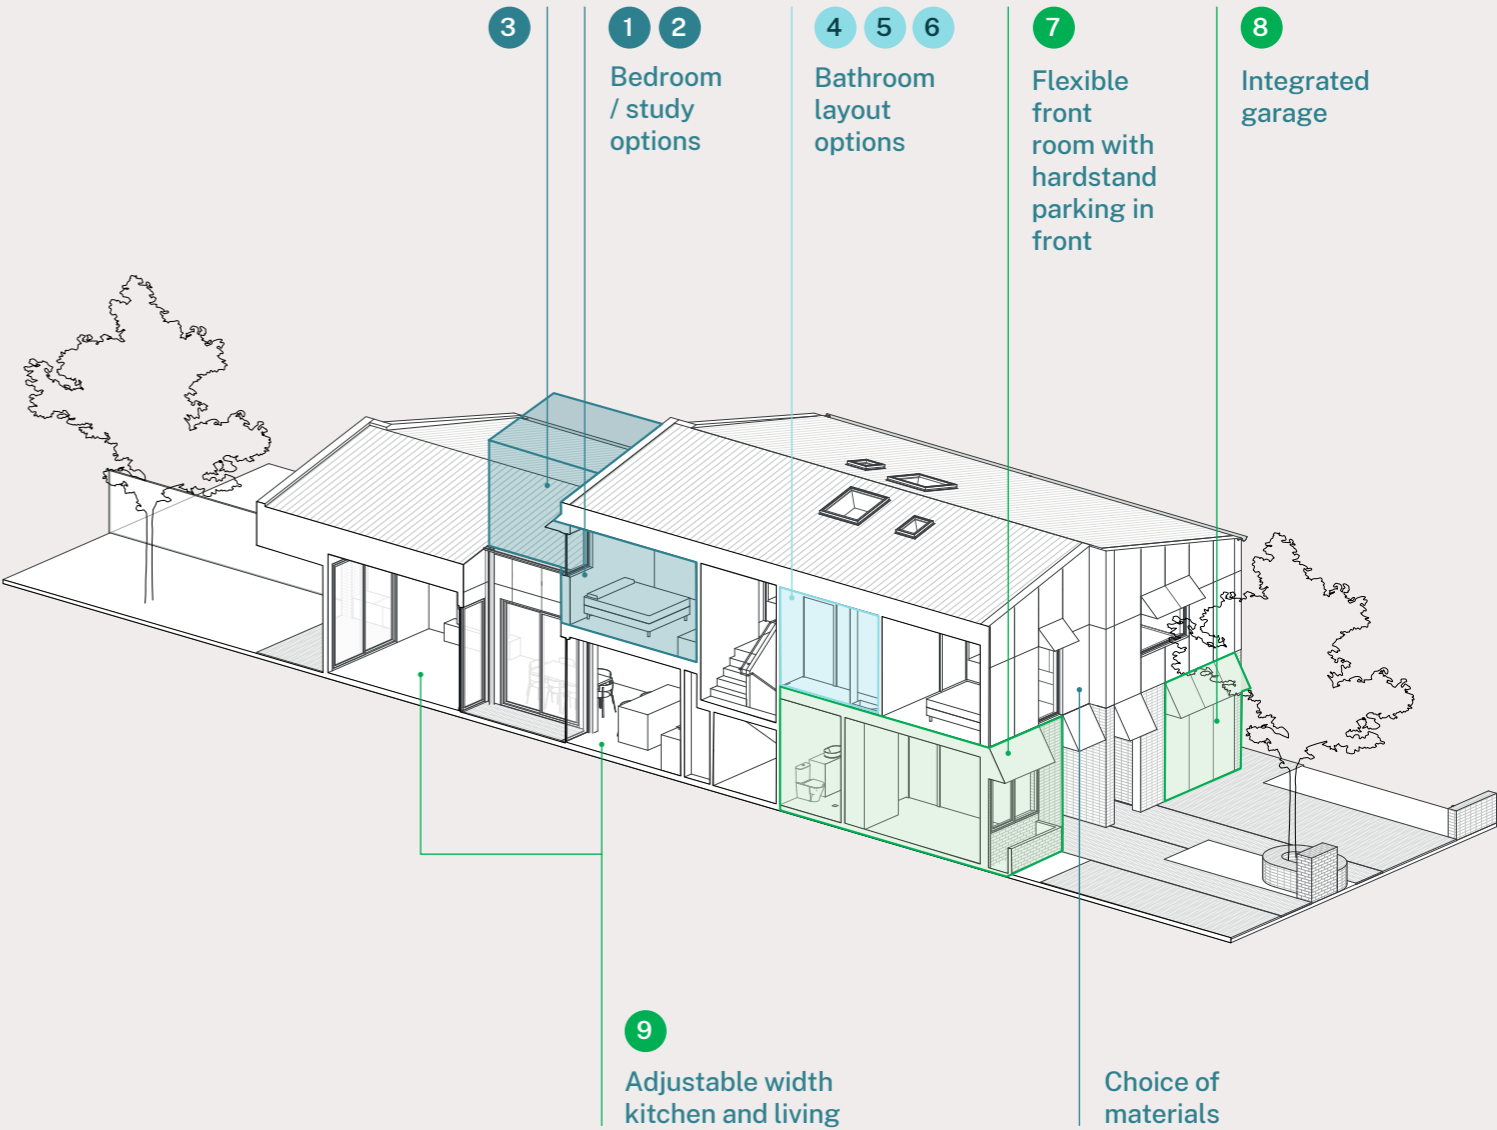 3
1 2
Bedroom
/ study
options
4 5 6
Bathroom
layout
options
7
Flexible
front
room with
hardstand
parking in
front
8
Integrated
garage
9
Adjustable width
kitchen and living
Choice of
materials